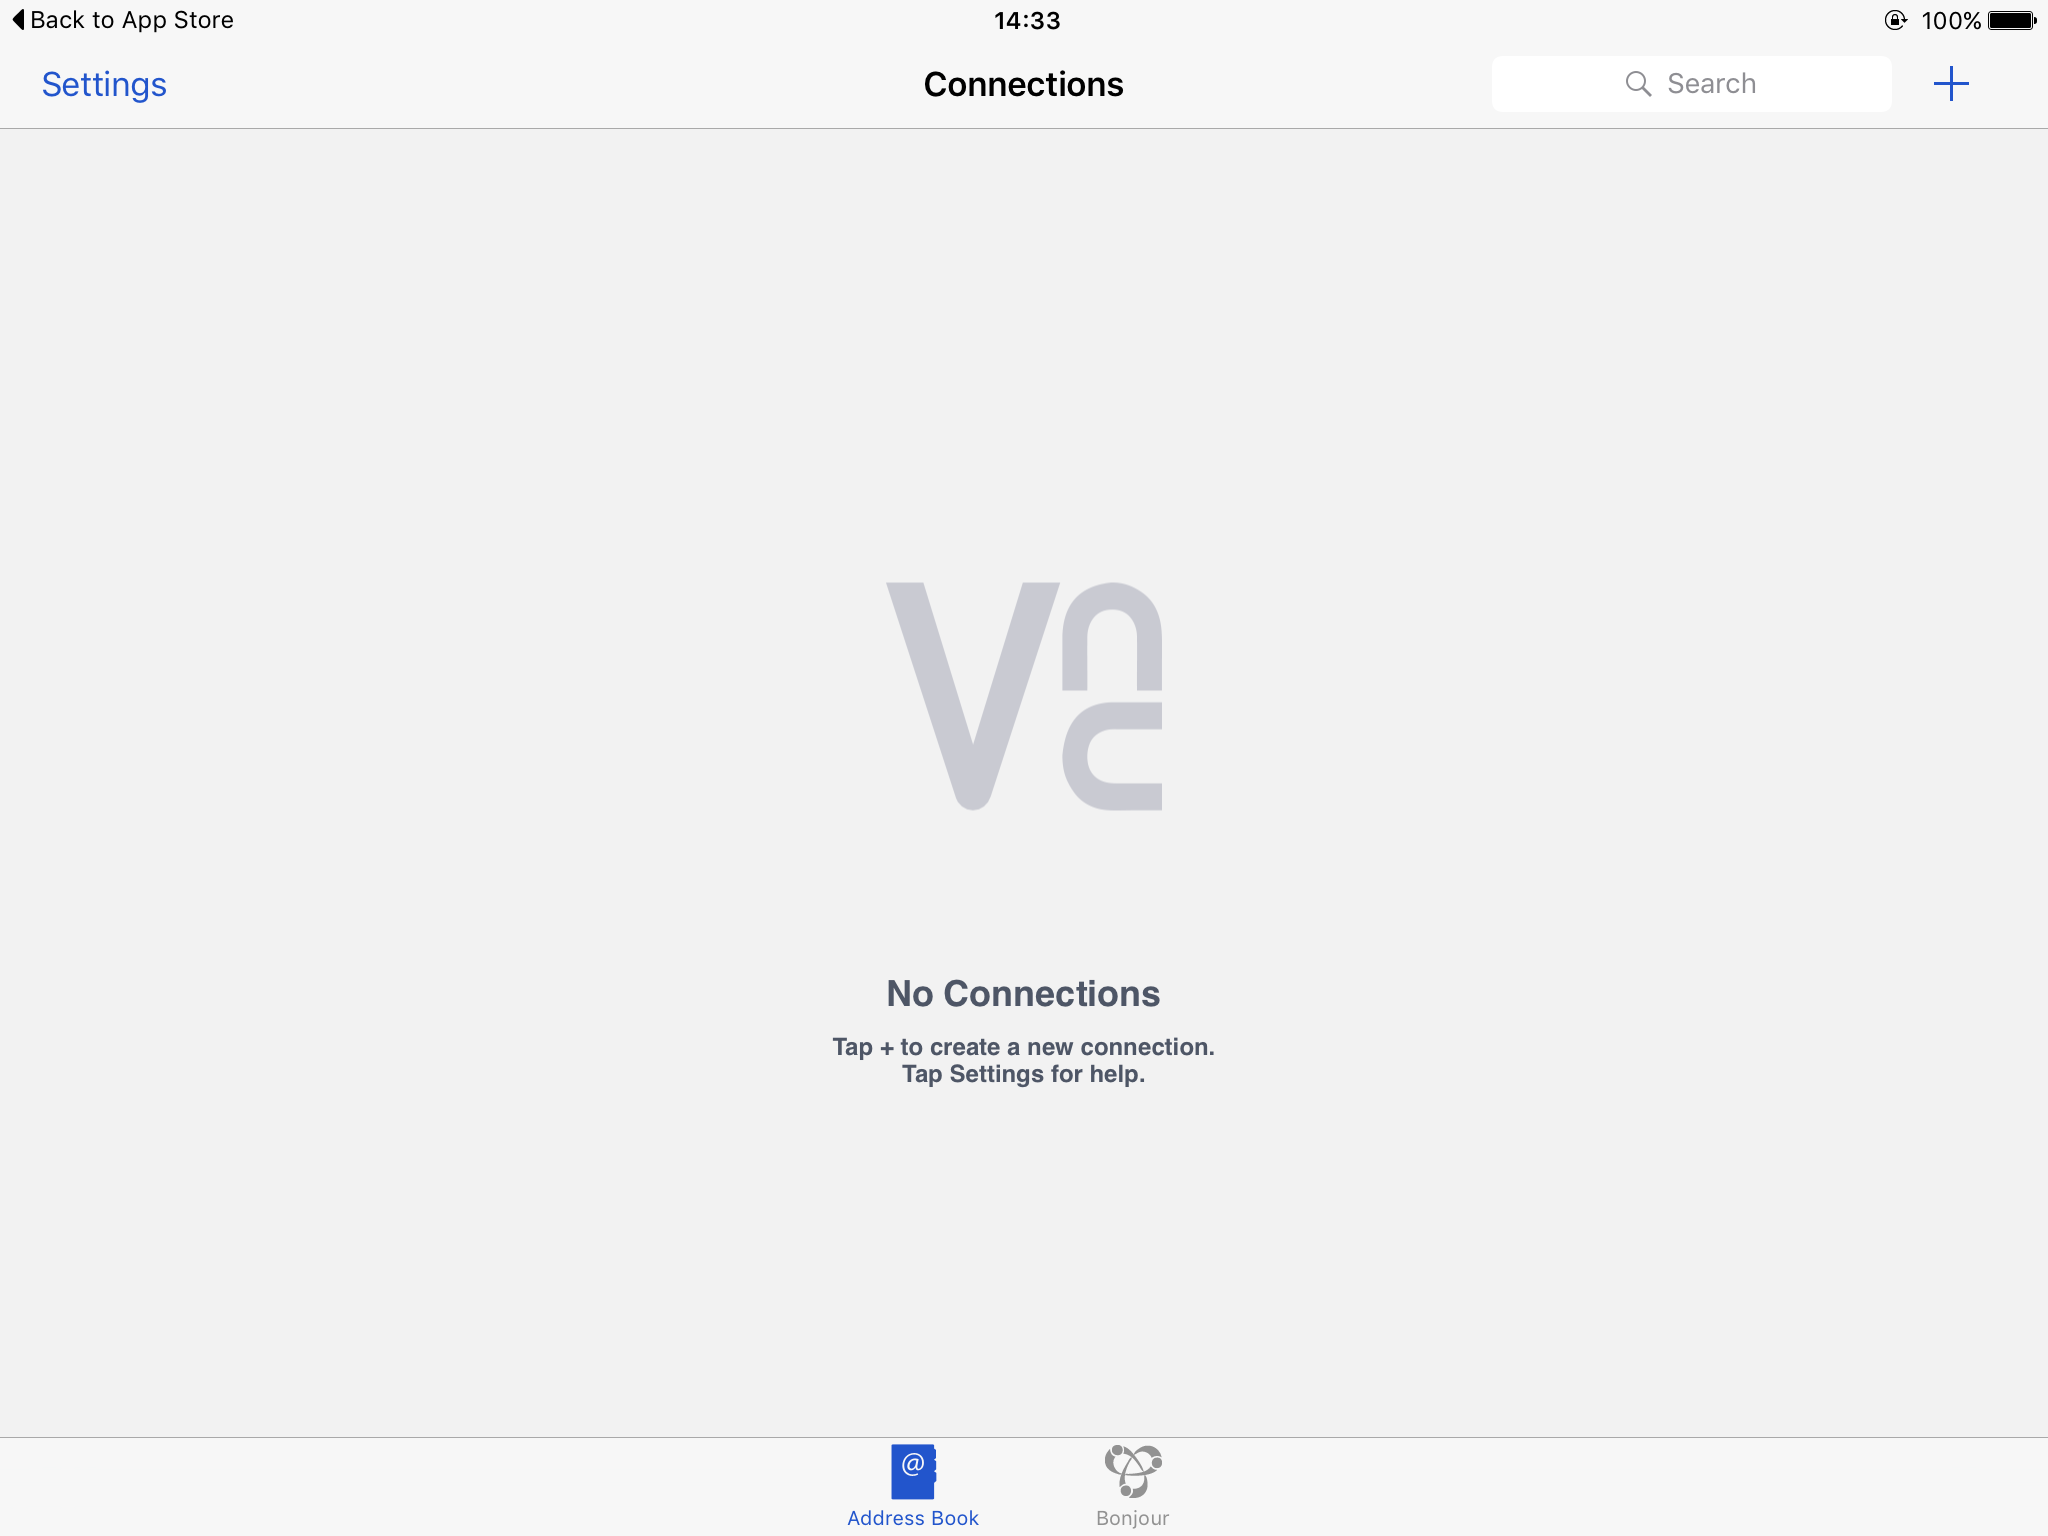 Back to App Store
14:33
100%
Settings
Connections
Search
Vnc
No Connections
Tap + to create a new connection.
Tap Settings for help.
@
Address Book
Bonjour